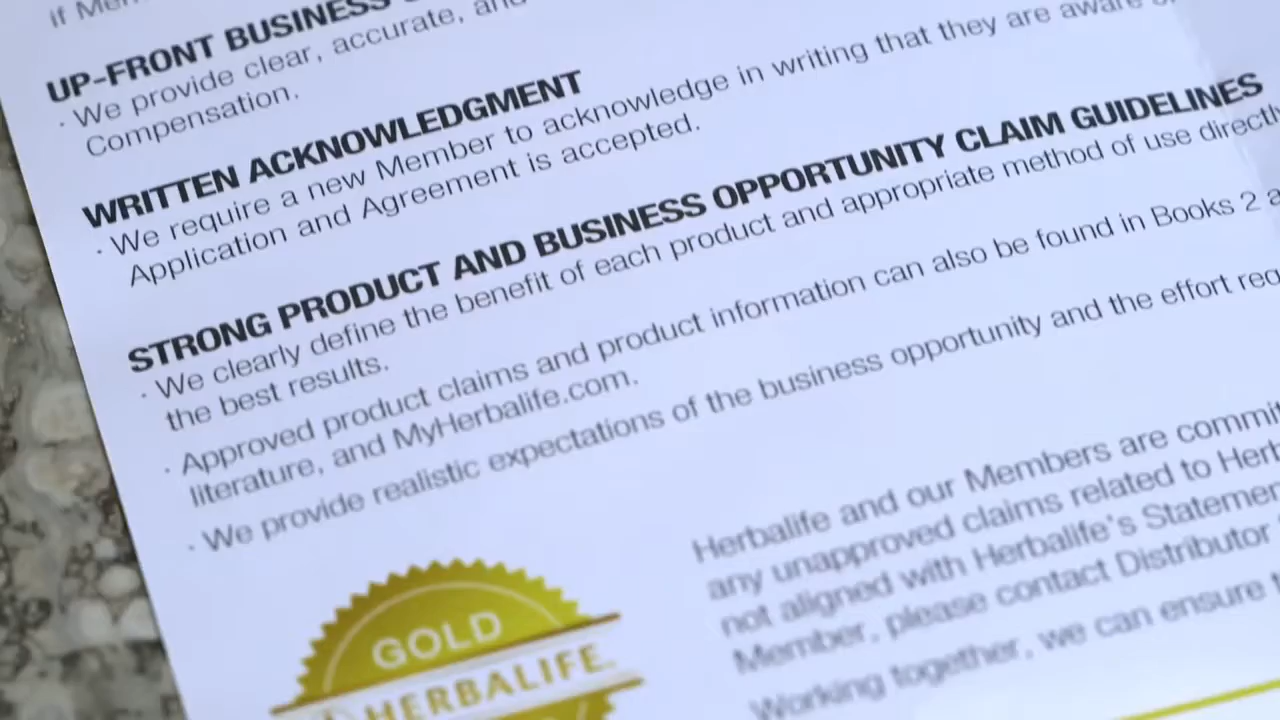 if Mem
UP-FRONT BUSINESS
· We provide clear, accurate, and
Compensation.
WRITTEN ACKNOWLEDGMENT
· We require a new Member to acknowledge in writing that they are aware
Application and Agreement is accepted.
STRONG PRODUCT AND BUSINESS OPPORTUNITY CLAIM GUIDELINES
· We clearly define the benefit of each product and appropriate method of use directly
the best results.
· Approved product claims and product information can also be found in Books 2
literature, and MyHerbalife.com.
· We provide realistic expectations of the business opportunity and the effort req
Herbalife and our Members are commit
any unapproved claims related to Herb
not aligned with Herbalife's Statemen
Member, please contact Distributor
Working together, we can ensure
GOLD
HERBALIFE